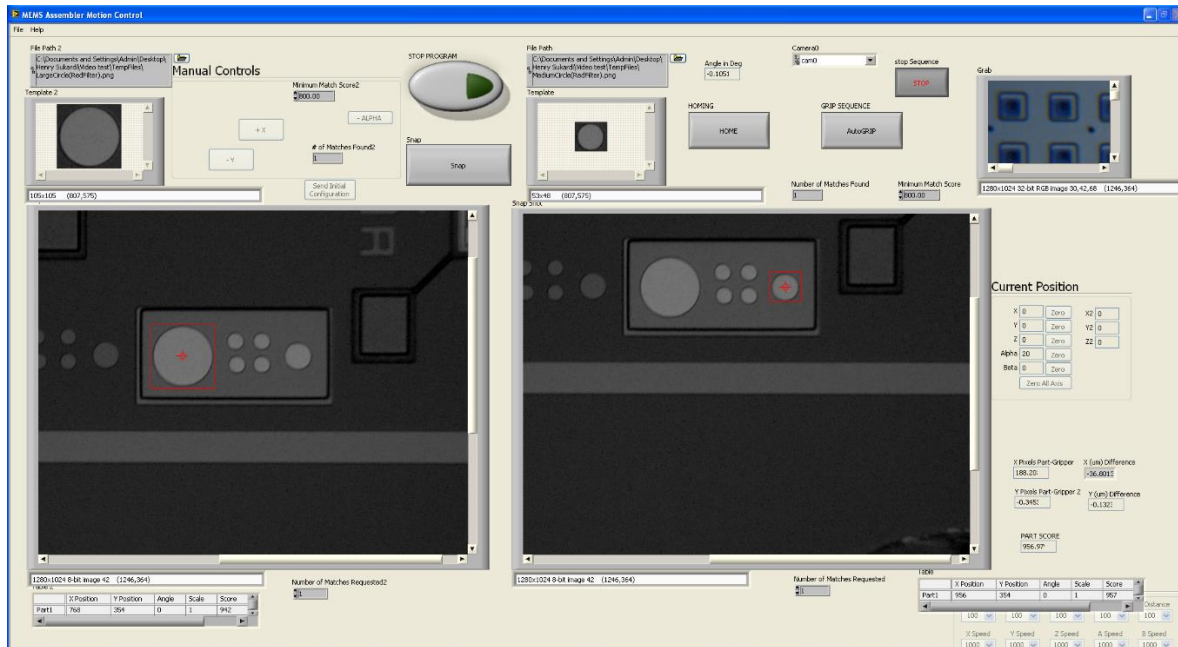 MEMS Assembler Motion Control
File Help
File Path 2
C:\Documents and Settings\Admin\Desktop\
Henry Sukardi\Video test\TempFiles\
LargeCircle(RedFilter).png
Manual Controls
Template 2
Minimum Match Score2
800.00
- ALPHA
+ X
# of Matches Found2
1
- Y
Send Initial
Configuration
105x105 (807,575)
STOP PROGRAM
Snap
Snap
File Path
C:\Documents and Settings\Admin\Desktop\
Henry Sukardi\Video test\TempFiles\
MediumCircle(RedFilter).png
Template
53x48 (807,575)
Angle in Deg
-0.1051
HOMING
HOME
Camera0
cam0
stop Sequence
STOP
GRIP SEQUENCE
AutoGRIP
Number of Matches Found
1
Minimum Match Score
800.00
Grab
1280x1024 32-bit RGB image 30,42,68 (1246,364)
Snap Shot
Current Position
X 0 Zero X2 0
Y 0 Zero Y2 0
Z 0 Zero Z2 0
Alpha 20 Zero
Beta 0 Zero
Zero All Axis
X Pixels Part-Gripper X (um) Difference
188.20
Y Pixels Part-Gripper 2 Y (um) Difference
PART SCORE
1280x1024 8-bit image 42 (1246,364)
Table 2
X Position Y Position Angle Scale Score
Part1 768 354 0 1 942
Number of Matches Requested2
1
1280x1024 8-bit image 42 (1246,364)
Number of Matches Requested
1
Table
X Position Y Position Angle Scale Score
Part1 956 354 0 1 957
Distance
100 100 100 100 100
X Speed Y Speed Z Speed A Speed B Speed
1000 1000 1000 1000 1000